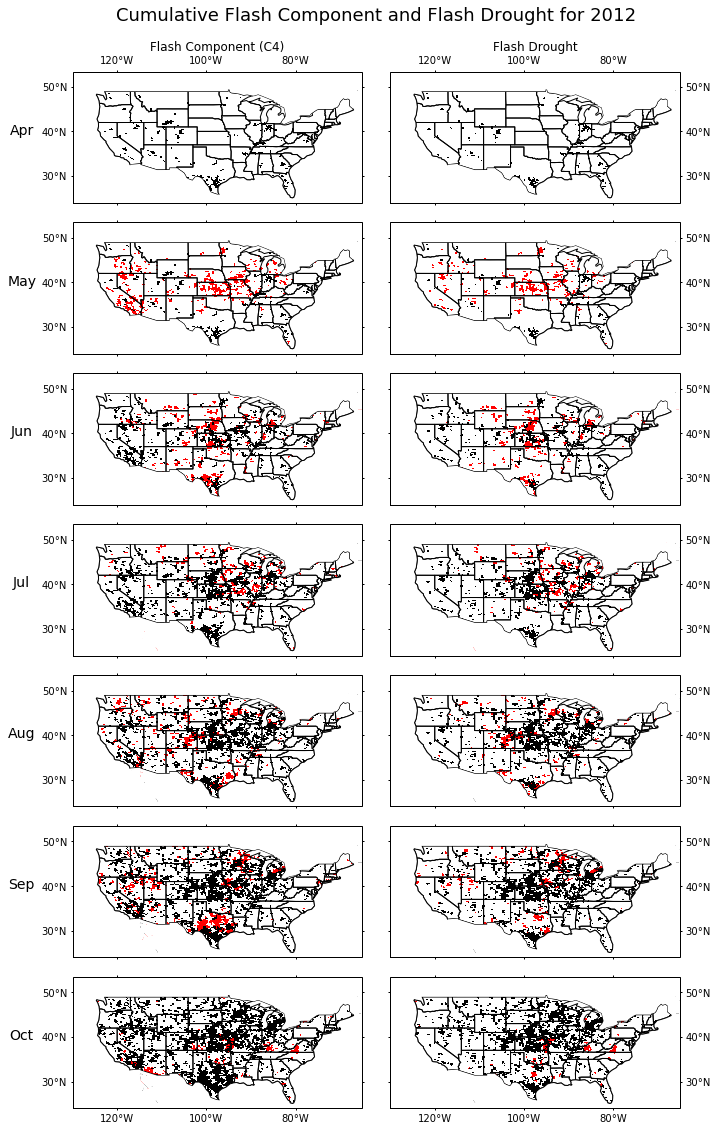 Cumulative Flash Component and Flash Drought for 2012
Flash Component (C4) Flash Drought
120°W 100°W 80°W 120°W 100°W 80°W
50°N 50°N
Apr 40°N 40°N
30°N 30°N
50°N 50°N
May 40°N 40°N
30°N 30°N
50°N 50°N
Jun 40°N 40°N
30°N 30°N
50°N 50°N
Jul 40°N 40°N
30°N 30°N
50°N 50°N
Aug 40°N 40°N
30°N 30°N
50°N 50°N
Sep 40°N 40°N
30°N 30°N
50°N 50°N
Oct 40°N 40°N
30°N 30°N
120°W 100°W 80°W 120°W 100°W 80°W